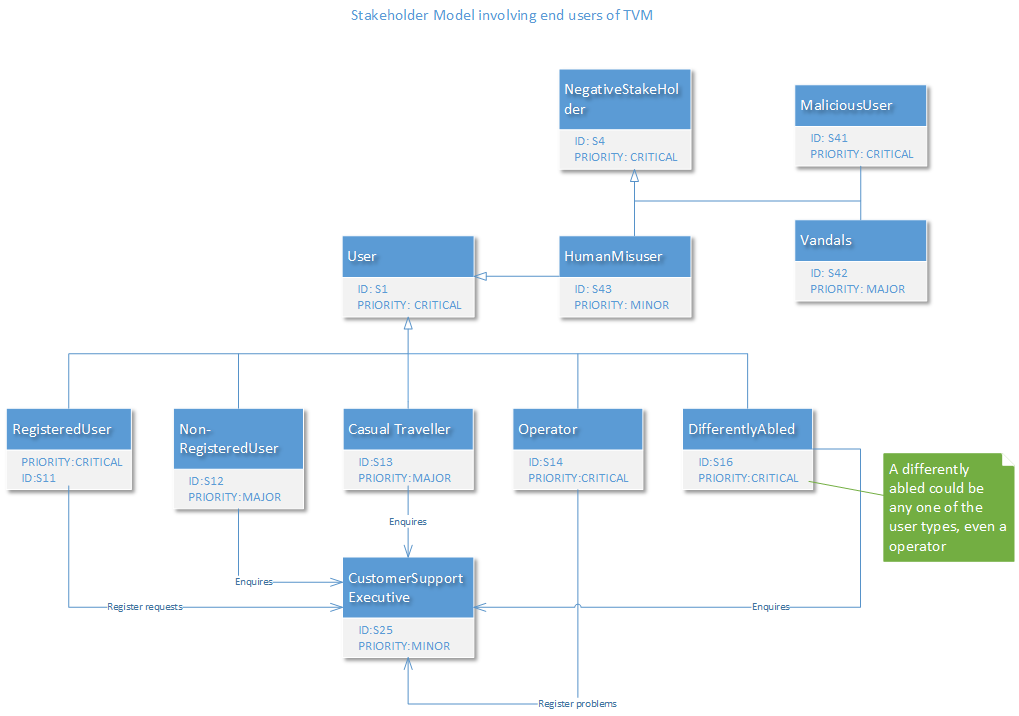 Stakeholder Model involving end users of TVM
NegativeStakeHol
der
ID: S4
PRIORITY: CRITICAL
MaliciousUser
ID: S41
PRIORITY: CRITICAL
User
ID: S1
PRIORITY: CRITICAL
HumanMisuser
ID: S43
PRIORITY: MINOR
Vandals
ID: S42
PRIORITY: MAJOR
RegisteredUser
PRIORITY:CRITICAL
ID:S11
Non-
RegisteredUser
ID:S12
PRIORITY:MAJOR
Casual Traveller
ID:S13
PRIORITY:MAJOR
Operator
ID:S14
PRIORITY:CRITICAL
DifferentlyAbled
ID:S16
PRIORITY:CRITICAL
A differently
abled could be
any one of the
user types, even a
operator
Enquires
Enquires
Register requests
CustomerSupport
Executive
ID:S25
PRIORITY:MINOR
Enquires
Register problems